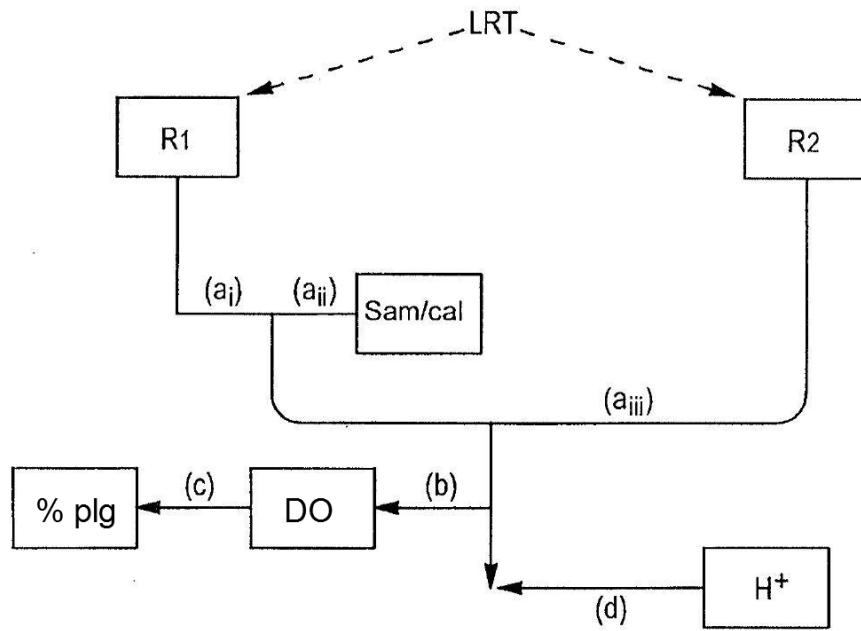 LRT
R1
R2
(ai)
(aii)
Sam/cal
(aiii)
% plg
(c)
DO
(b)
(d)
H+